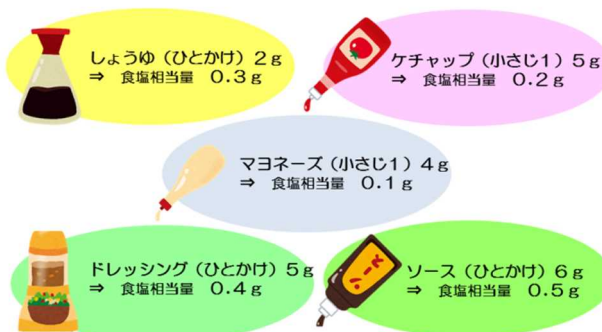 しょうゆ（ひとかけ）２ｇ
⇒ 食塩相当量 ０.３ｇ
ケチャップ（小さじ１）５ｇ
⇒ 食塩相当量 ０.２ｇ
マヨネーズ（小さじ１）４ｇ
⇒ 食塩相当量 ０.１ｇ
ドレッシング（ひとかけ）５ｇ
⇒ 食塩相当量 ０.４ｇ
ソース
ソース（ひとかけ）６ｇ
⇒ 食塩相当量 ０.５ｇ